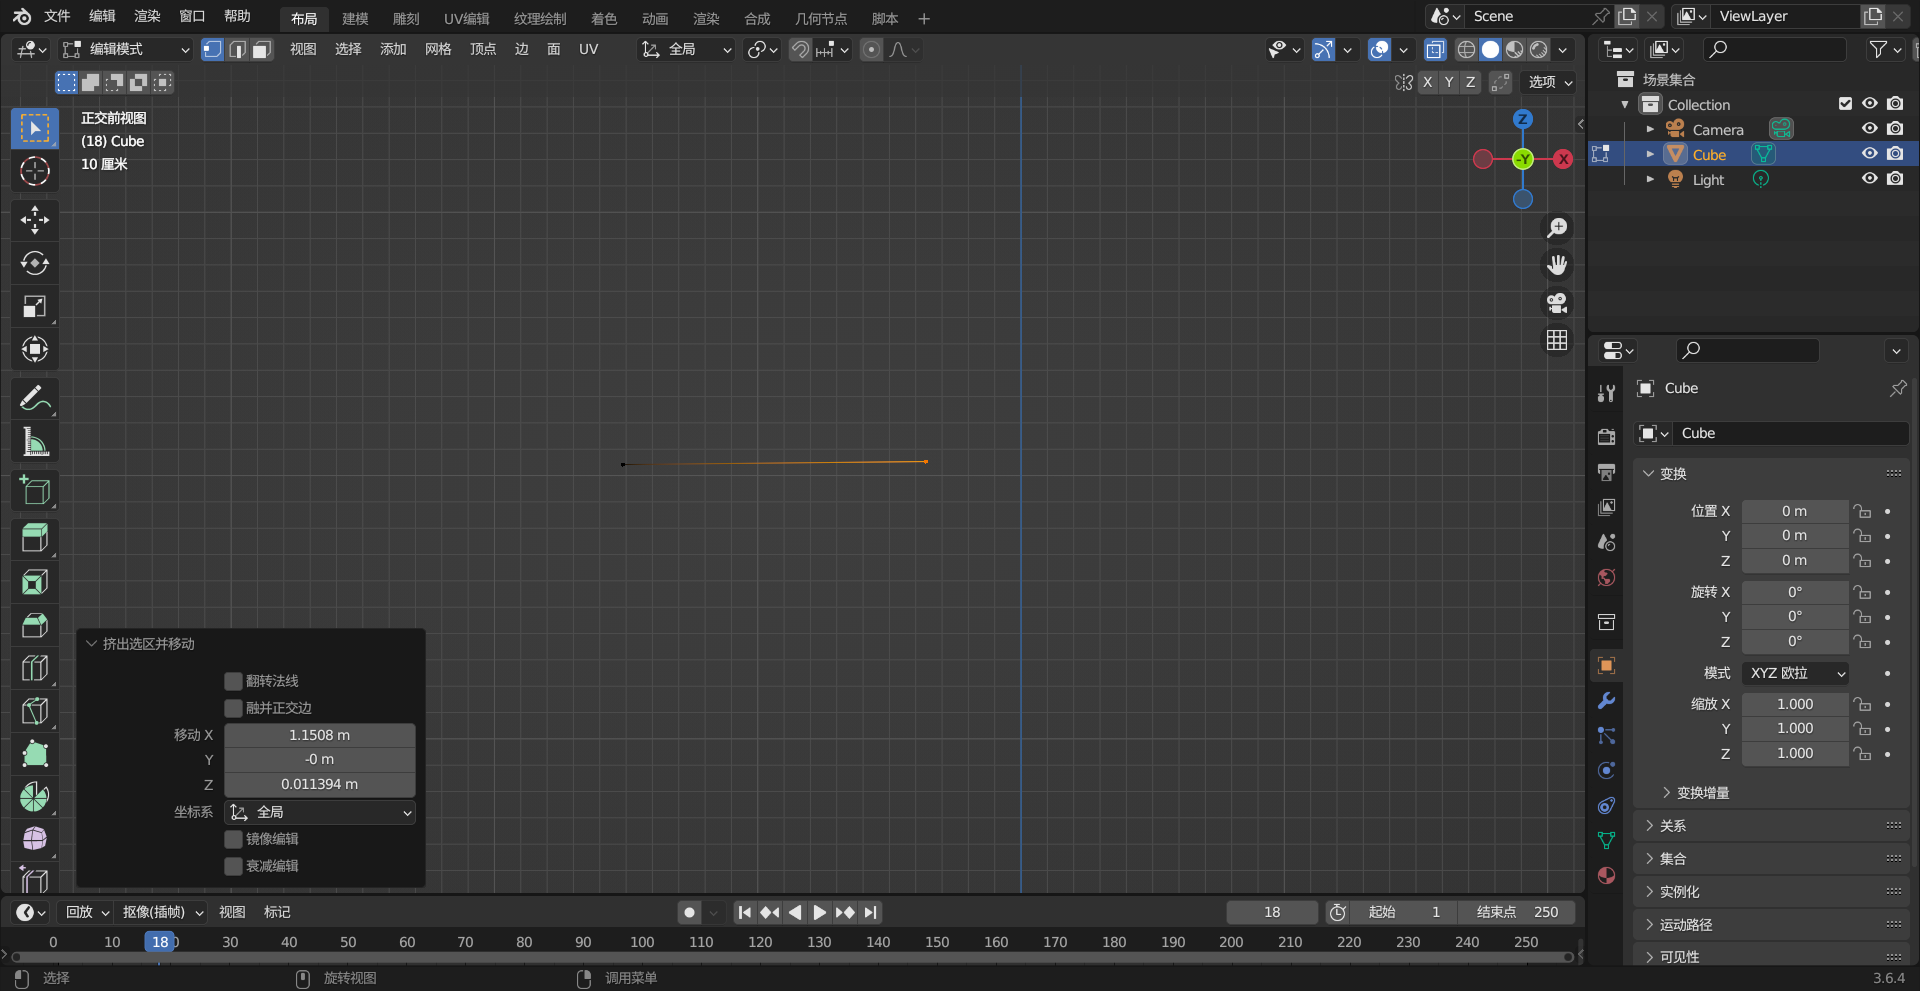 文件 编辑 渲染 窗口 帮助 布局 建模 雕刻 UV编辑 纹理绘制 着色 动画 渲染 合成 几何节点 脚本 + Scene ViewLayer
编辑模式 视图 选择 添加 网格 顶点 边 面 UV 全局
X Y Z 选项
正交前视图
(18) Cube
10 厘米
Z
-Y X
场景集合
Collection
Camera
Cube
Light
Cube
Cube
变换
位置 X 0 m
Y 0 m
Z 0 m
旋转 X 0°
Y 0°
Z 0°
模式 XYZ 欧拉
缩放 X 1.000
Y 1.000
Z 1.000
变换增量
关系
集合
实例化
运动路径
可见性
挤出选区并移动
翻转法线
融并正交边
移动 X 1.1508 m
Y -0 m
Z 0.011394 m
坐标系 全局
镜像编辑
衰减编辑
回放 抠像(插帧) 视图 标记 18 起始 1 结束点 250
0 10 18 30 40 50 60 70 80 90 100 110 120 130 140 150 160 170 180 190 200 210 220 230 240 250
选择 旋转视图 调用菜单 3.6.4